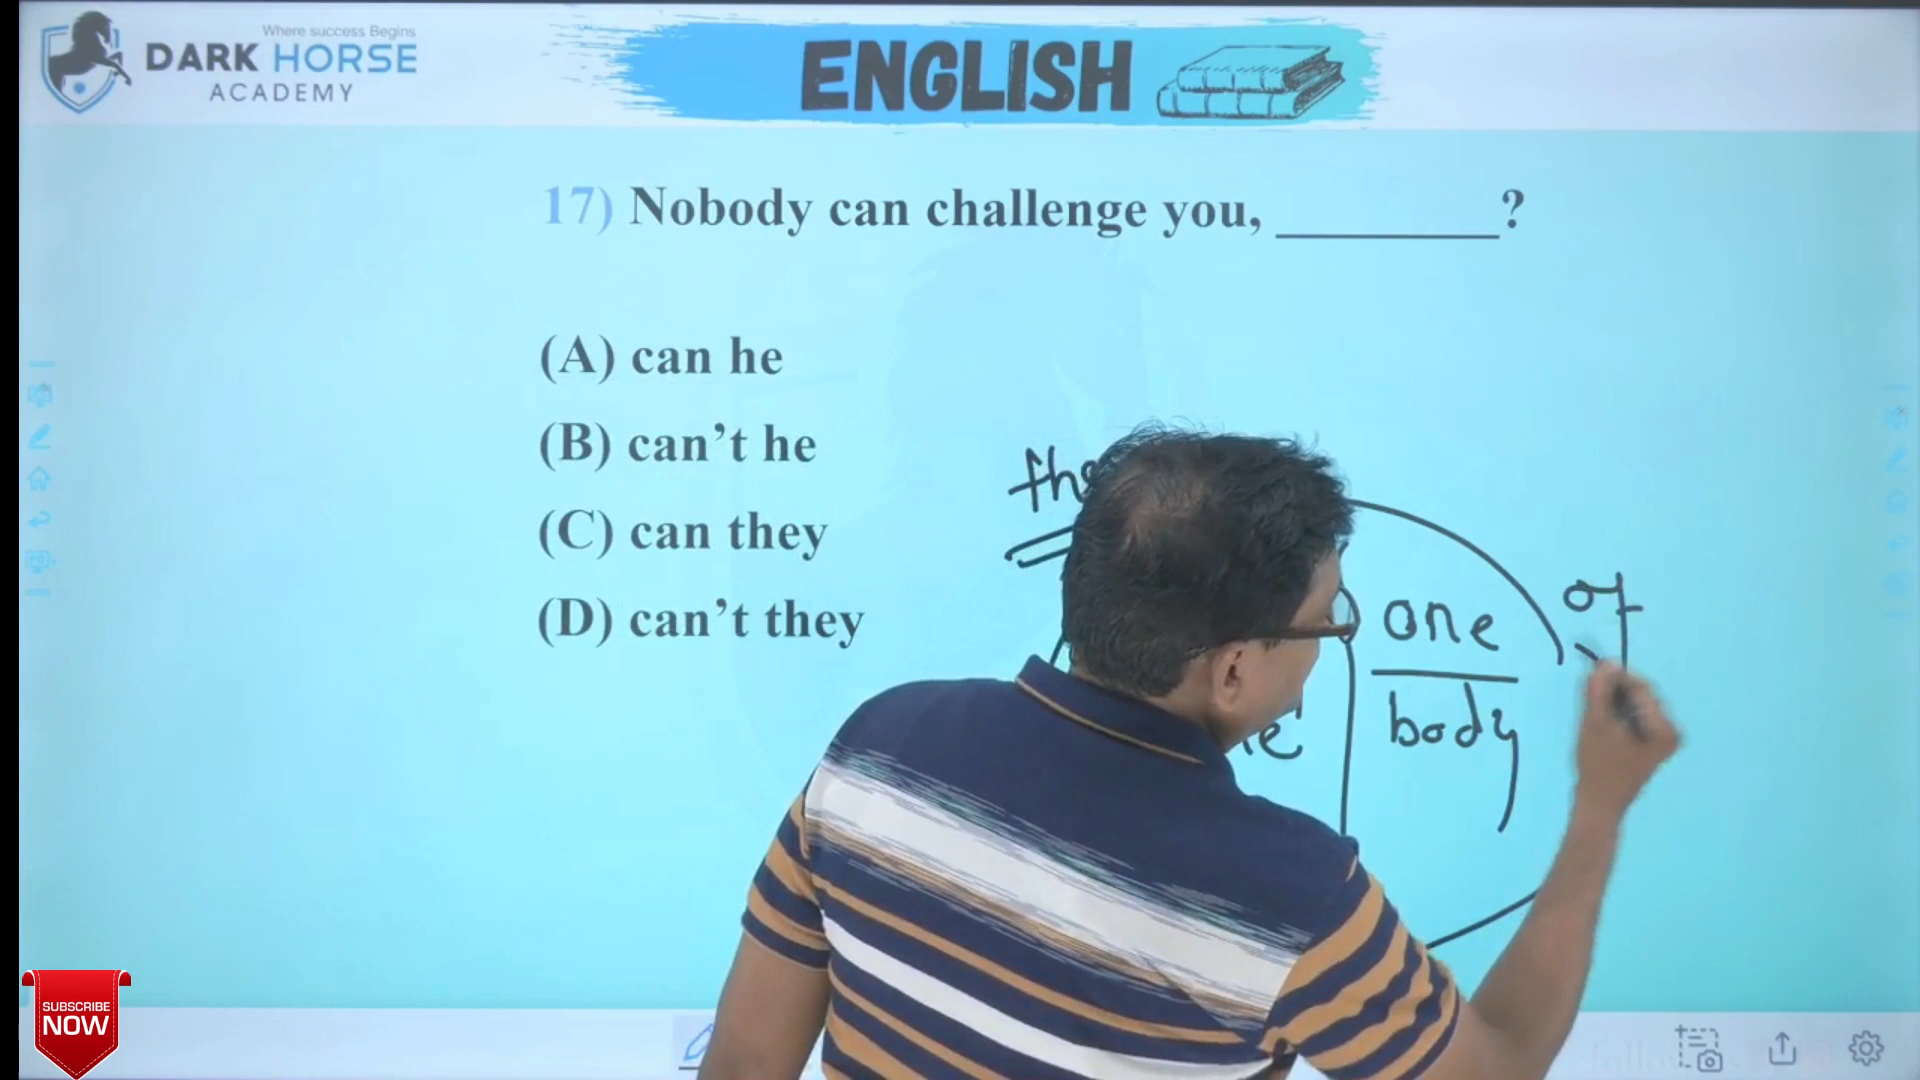 Where success Begins
DARK HORSE
ACADEMY
ENGLISH
17) Nobody can challenge you, ________?
(A) can he
(B) can’t he
(C) can they
(D) can’t they
one
body
of
SUBSCRIBE
NOW